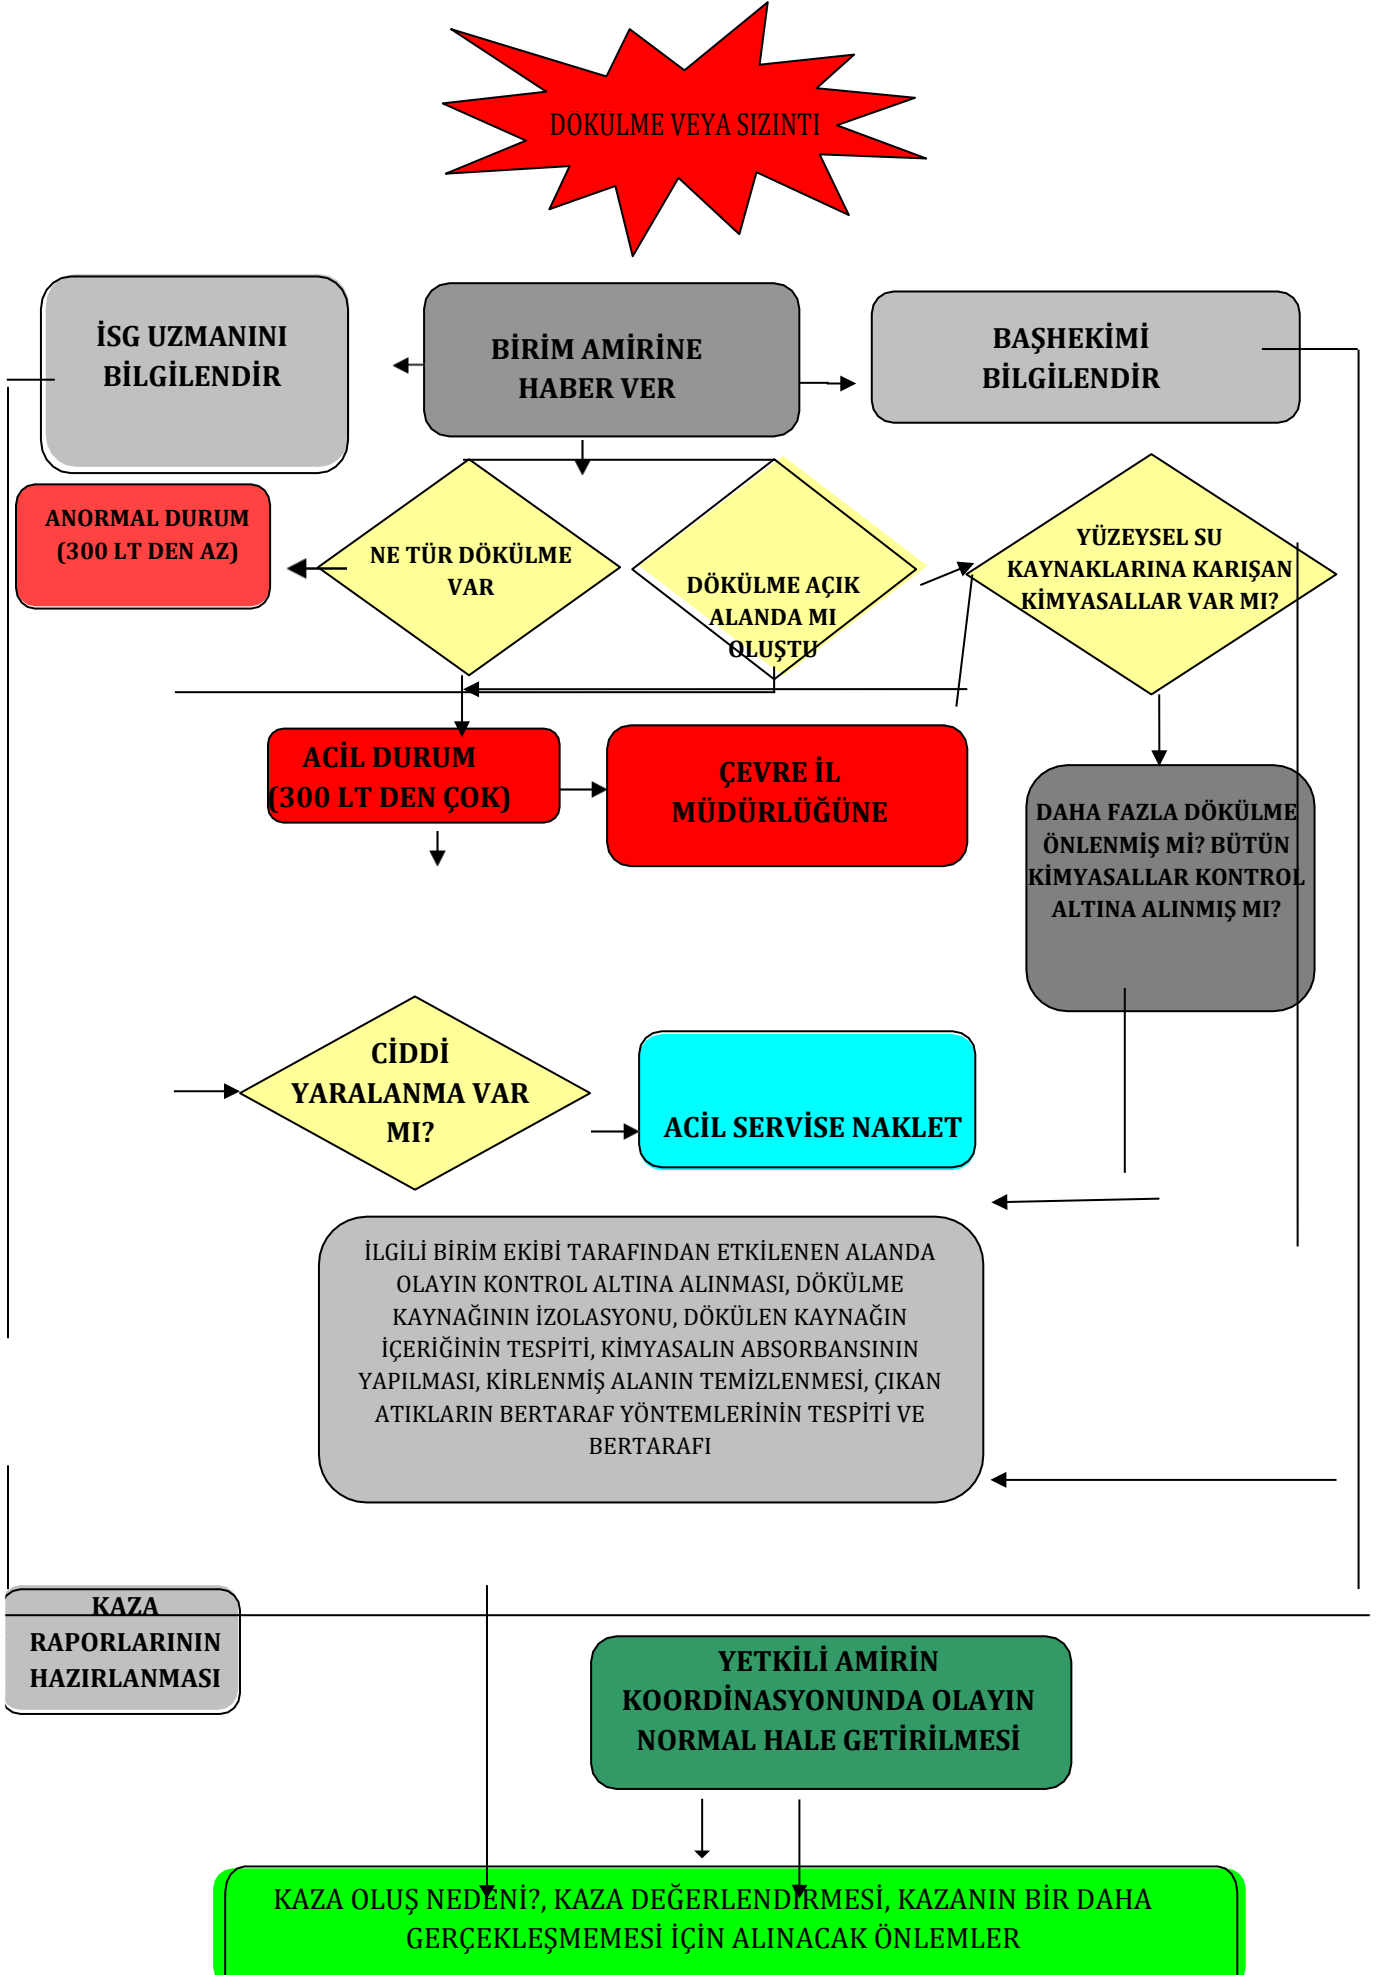 DÖKÜLME VEYA SIZINTI
İSG UZMANINI
BİLGİLENDİR
BİRİM AMİRİNE
HABER VER
BAŞHEKİMİ
BİLGİLENDİR
ANORMAL DURUM
(300 LT DEN AZ)
NE TÜR DÖKÜLME
VAR
DÖKÜLME AÇIK
ALANDA MI
OLUŞTU
YÜZEYSEL SU
KAYNAKLARINA KARIŞAN
KİMYASALLAR VAR MI?
ACİL DURUM
(300 LT DEN ÇOK)
ÇEVRE İL
MÜDÜRLÜĞÜNE
DAHA FAZLA DÖKÜLME
ÖNLENMİŞ Mİ? BÜTÜN
KİMYASALLAR KONTROL
ALTINA ALINMIŞ MI?
CİDDİ
YARALANMA VAR
MI?
ACİL SERVİSE NAKLET
İLGİLİ BİRİM EKİBİ TARAFINDAN ETKİLENEN ALANDA
OLAYIN KONTROL ALTINA ALINMASI, DÖKÜLME
KAYNAĞININ İZOLASYONU, DÖKÜLEN KAYNAĞIN
İÇERİĞİNİN TESPİTİ, KİMYASALIN ABSORBANSININ
YAPILMASI, KİRLENMİŞ ALANIN TEMİZLENMESİ, ÇIKAN
ATIKLARIN BERTARAF YÖNTEMLERİNİN TESPİTİ VE
BERTARAFI
KAZA
RAPORLARININ
HAZIRLANMASI
YETKİLİ AMİRİN
KOORDİNASYONUNDA OLAYIN
NORMAL HALE GETİRİLMESİ
KAZA OLUŞ NEDENİ?, KAZA DEĞERLENDİRMESİ, KAZANIN BİR DAHA
GERÇEKLEŞMEMESİ İÇİN ALINACAK ÖNLEMLER